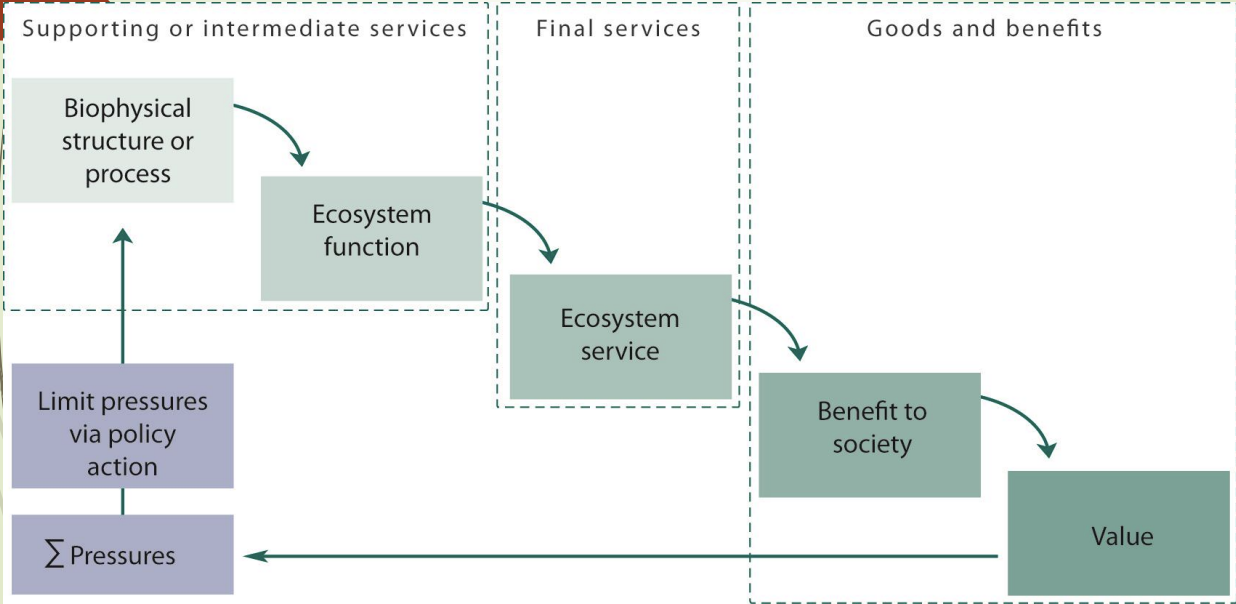 Supporting or intermediate services
Final services
Goods and benefits
Biophysical
structure or
process
Ecosystem
function
Ecosystem
service
Benefit to
society
Value
Limit pressures
via policy
action
∑ Pressures